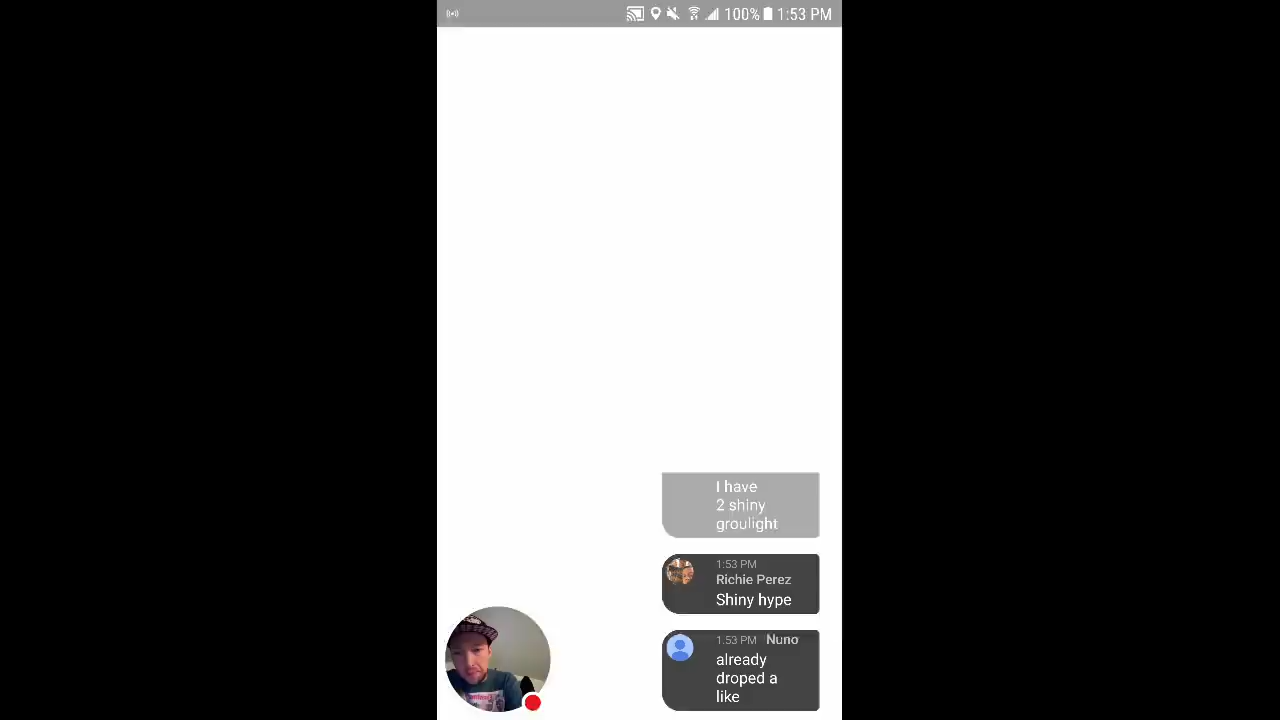 100% 1:53 PM
I have
2 shiny
groulight
1:53 PM
Richie Perez
Shiny hype
1:53 PM Nuno
already
droped a
like